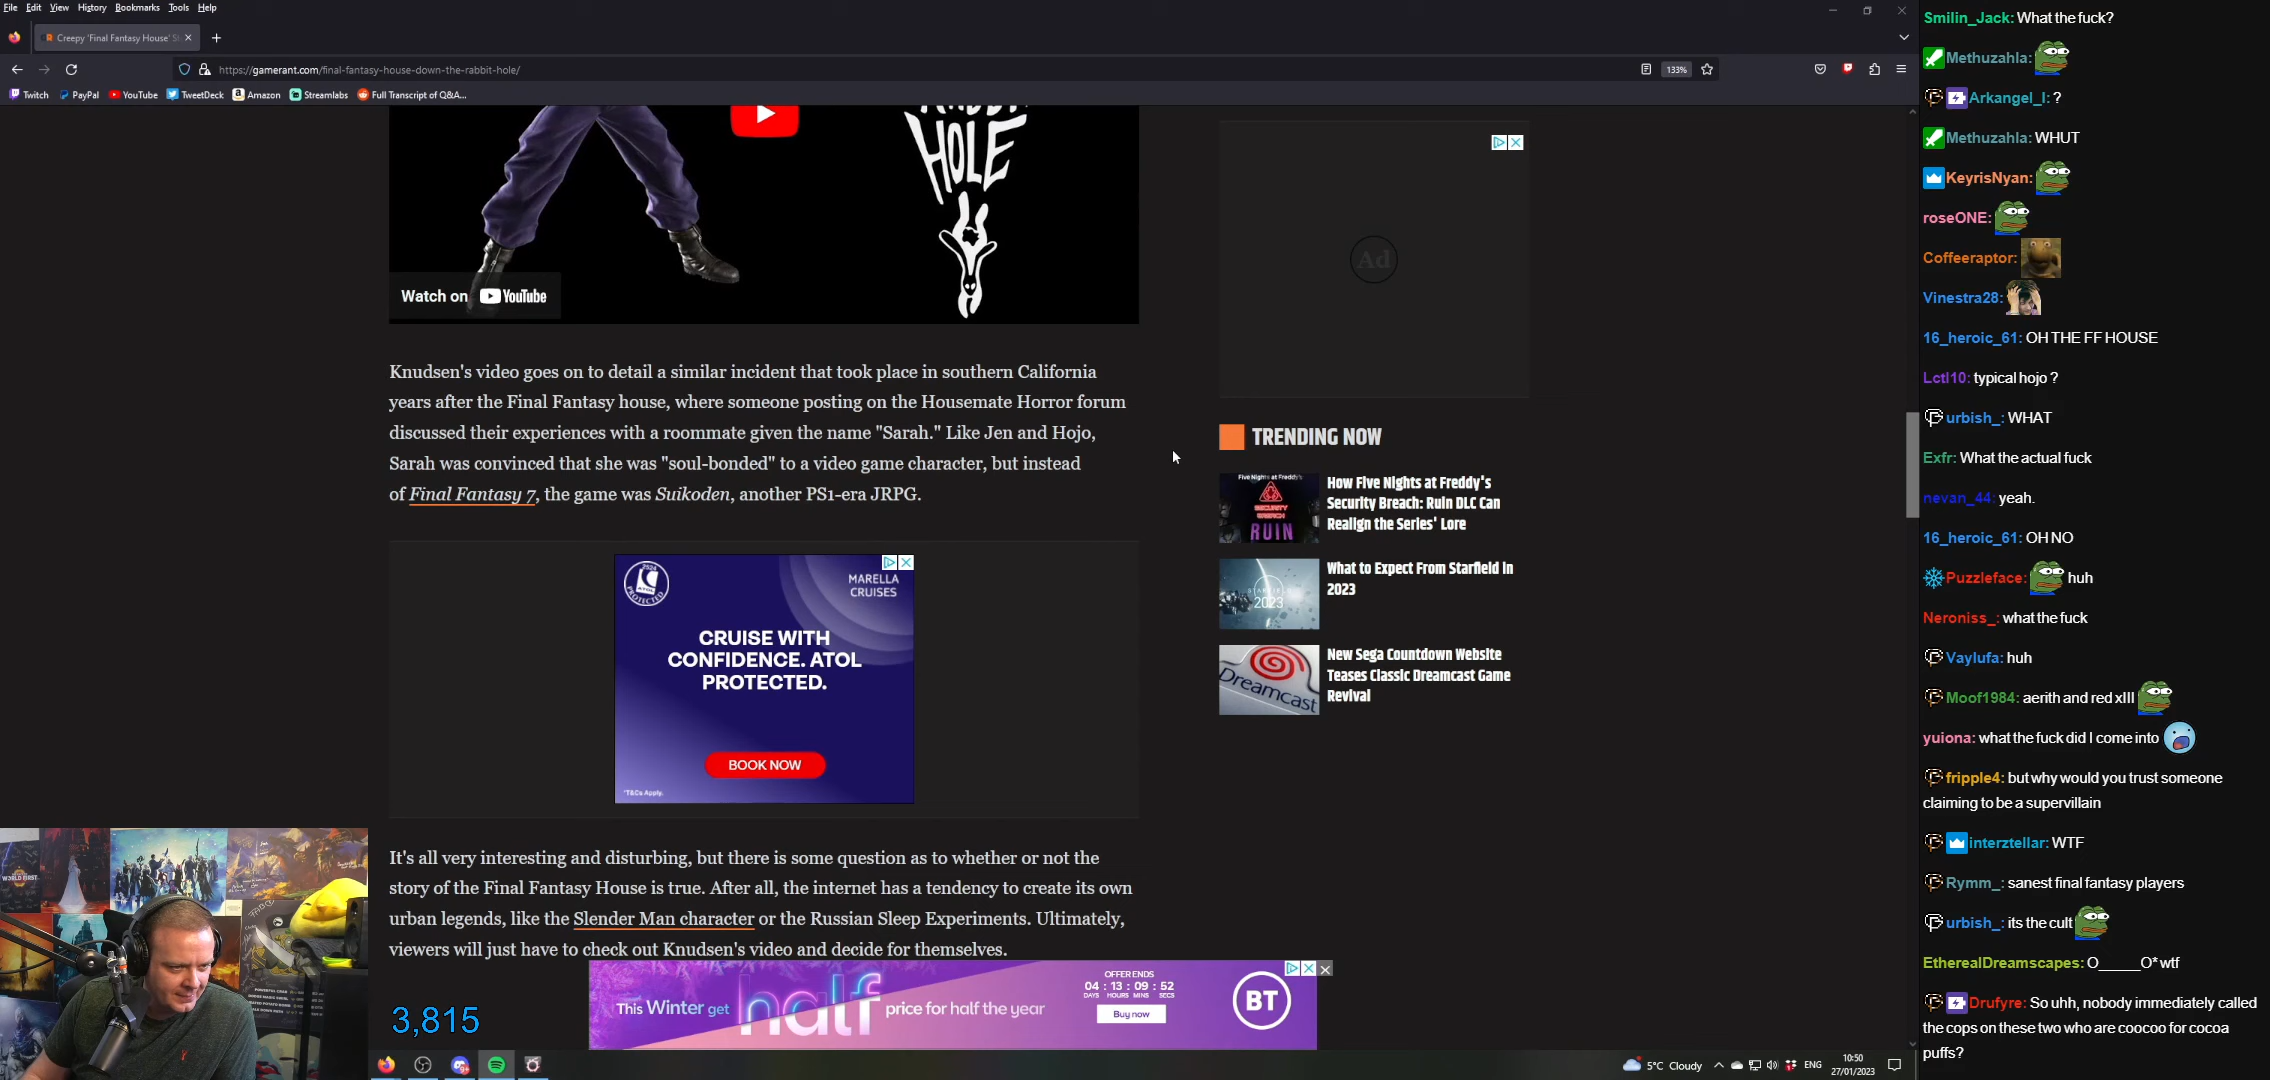 File Edit View History Bookmarks Tools Help
Creepy 'Final Fantasy House' St
https://gamerant.com/final-fantasy-house-down-the-rabbit-hole/
133%
Twitch PayPal YouTube TweetDeck Amazon Streamlabs Full Transcript of Q&A...
HOLE
Watch on YouTube
Knudsen's video goes on to detail a similar incident that took place in southern California
years after the Final Fantasy house, where someone posting on the Housemate Horror forum
discussed their experiences with a roommate given the name "Sarah." Like Jen and Hojo,
Sarah was convinced that she was "soul-bonded" to a video game character, but instead
of Final Fantasy 7, the game was Suikoden, another PS1-era JRPG.
MARELLA
CRUISES
CRUISE WITH
CONFIDENCE. ATOL
PROTECTED.
BOOK NOW
*T&Cs Apply.
It's all very interesting and disturbing, but there is some question as to whether or not the
story of the Final Fantasy House is true. After all, the internet has a tendency to create its own
urban legends, like the Slender Man character or the Russian Sleep Experiments. Ultimately,
viewers will just have to check out Knudsen's video and decide for themselves.
Ad
TRENDING NOW
How Five Nights at Freddy's
Security Breach: Ruin DLC Can
Realign the Series' Lore
RUIN
What to Expect From Starfield in
2023
2023
New Sega Countdown Website
Teases Classic Dreamcast Game
Revival
Dreamcast
WORLD FIRST
3,815
This Winter get half price for half the year
OFFER ENDS
04 : 13 : 09 : 52
DAYS HOURS MINS SECS
Buy now
BT
5°C Cloudy ENG
10:50
27/01/2023
Smilin_Jack: What the fuck?
Methuzahla:
Arkangel_I: ?
Methuzahla: WHUT
KeyrisNyan:
roseONE:
Coffeeraptor:
Vinestra28:
16_heroic_61: OH THE FF HOUSE
Lctl10: typical hojo ?
urbish_: WHAT
Exfr: What the actual fuck
nevan_44: yeah.
16_heroic_61: OH NO
Puzzleface: huh
Neroniss_: what the fuck
Vaylufa: huh
Moof1984: aerith and red xIII
yuiona: what the fuck did I come into
fripple4: but why would you trust someone
claiming to be a supervillain
interztellar: WTF
Rymm_: sanest final fantasy players
urbish_: its the cult
EtherealDreamscapes: O_____O* wtf
Drufyre: So uhh, nobody immediately called
the cops on these two who are coocoo for cocoa
puffs?